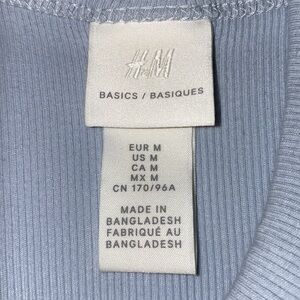 H&M
BASICS / BASIQUES
EUR M
US M
CA M
MX M
CN 170/96A
MADE IN
BANGLADESH
FABRIQUÉ AU
BANGLADESH